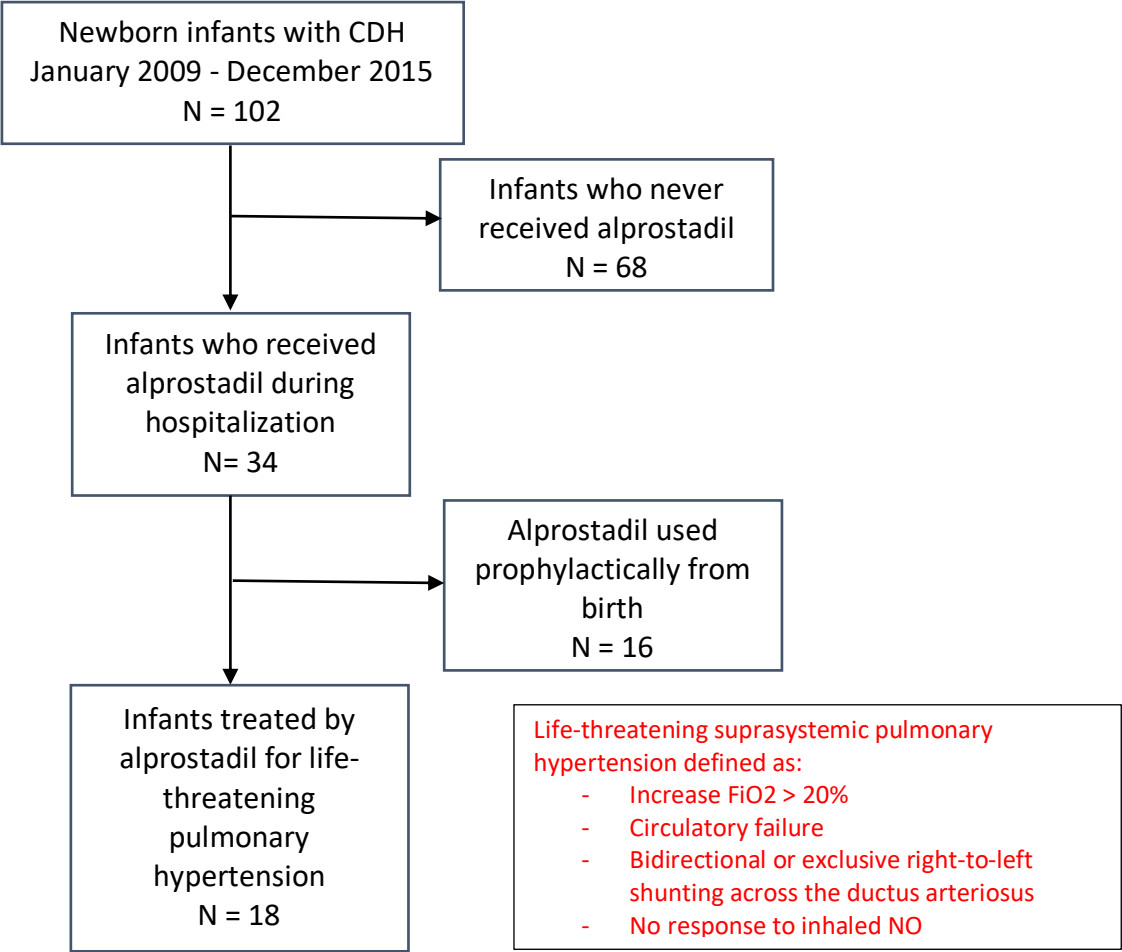 Newborn infants with CDH
January 2009 - December 2015
N = 102
Infants who never
received alprostadil
N = 68
Infants who received
alprostadil during
hospitalization
N= 34
Alprostadil used
prophylactically from
birth
N = 16
Infants treated by
alprostadil for life-
threatening
pulmonary
hypertension
N = 18
Life-threatening suprasystemic pulmonary
hypertension defined as:
- Increase FiO2 > 20%
- Circulatory failure
- Bidirectional or exclusive right-to-left
shunting across the ductus arteriosus
- No response to inhaled NO